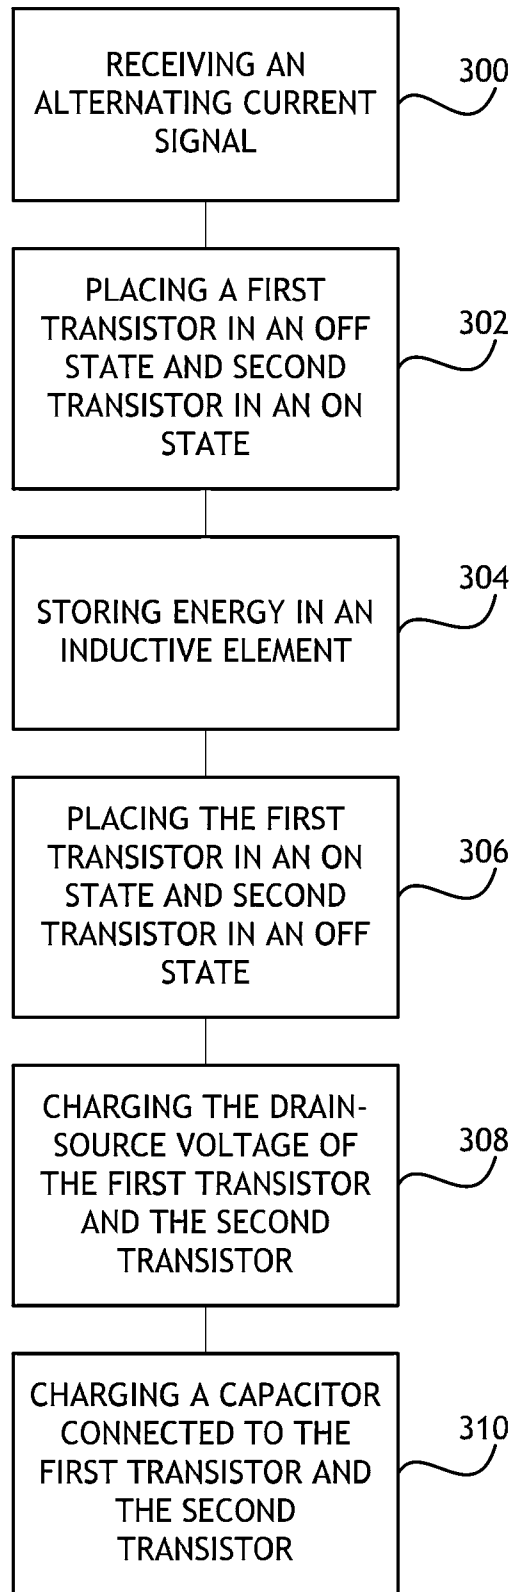 RECEIVING AN
ALTERNATING CURRENT
SIGNAL
300
PLACING A FIRST
TRANSISTOR IN AN OFF
STATE AND SECOND
TRANSISTOR IN AN ON
STATE
302
STORING ENERGY IN AN
INDUCTIVE ELEMENT
304
PLACING THE FIRST
TRANSISTOR IN AN ON
STATE AND SECOND
TRANSISTOR IN AN OFF
STATE
306
CHARGING THE DRAIN-
SOURCE VOLTAGE OF
THE FIRST TRANSISTOR
AND THE SECOND
TRANSISTOR
308
CHARGING A CAPACITOR
CONNECTED TO THE
FIRST TRANSISTOR AND
THE SECOND
TRANSISTOR
310